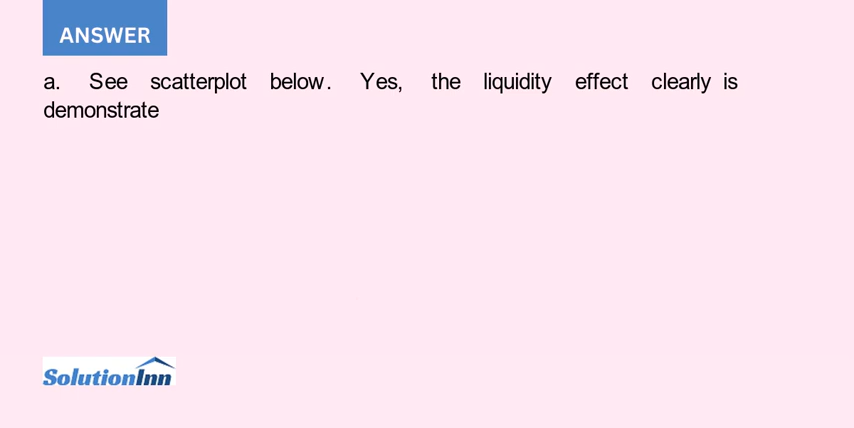 ANSWER
a. See scatterplot below. Yes, the liquidity effect clearly is
demonstrate
SolutionInn